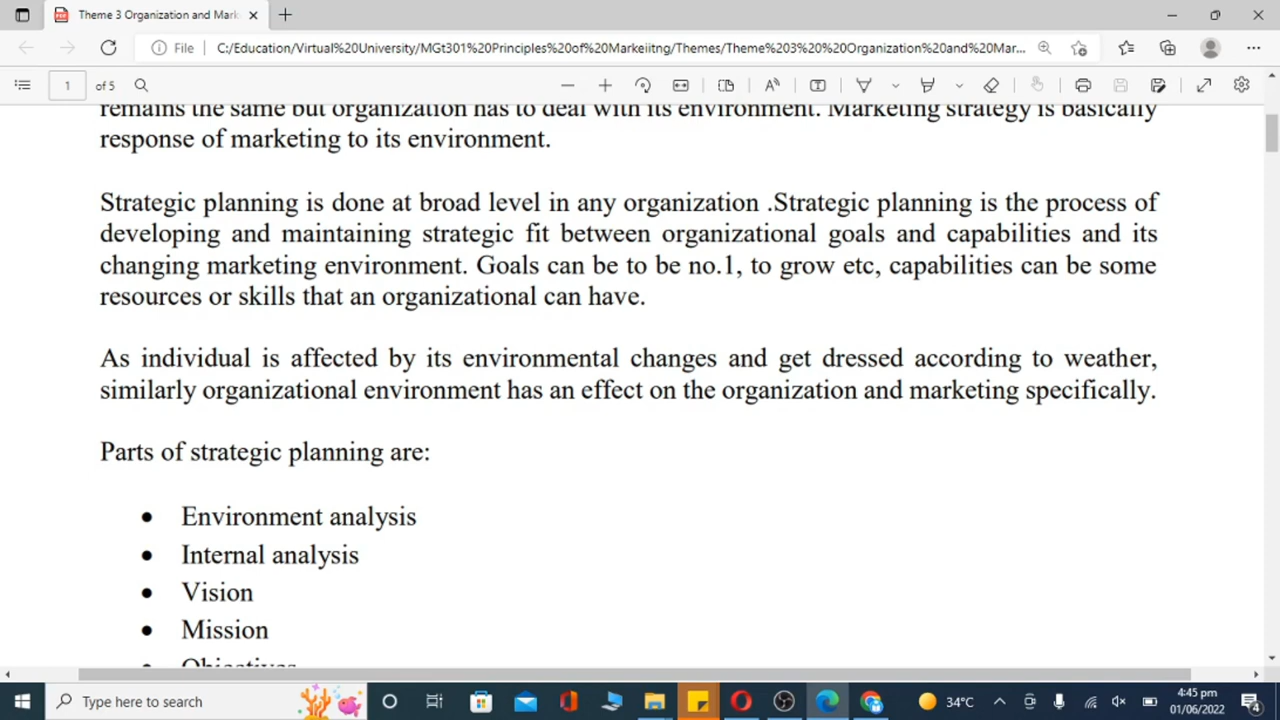 Theme 3 Organization and Mark
File C:/Education/Virtual%20University/MGt301%20Principles%20of%20Markeiitng/Themes/Theme%203%20%20Organization%20and%20Mar...
1 of 5
remains the same but organization has to deal with its environment. Marketing strategy is basically
response of marketing to its environment.
Strategic planning is done at broad level in any organization .Strategic planning is the process of
developing and maintaining strategic fit between organizational goals and capabilities and its
changing marketing environment. Goals can be to be no.1, to grow etc, capabilities can be some
resources or skills that an organizational can have.
As individual is affected by its environmental changes and get dressed according to weather,
similarly organizational environment has an effect on the organization and marketing specifically.
Parts of strategic planning are:
• Environment analysis
• Internal analysis
• Vision
• Mission
• Objectives
Type here to search
34°C
4:45 pm
01/06/2022
4